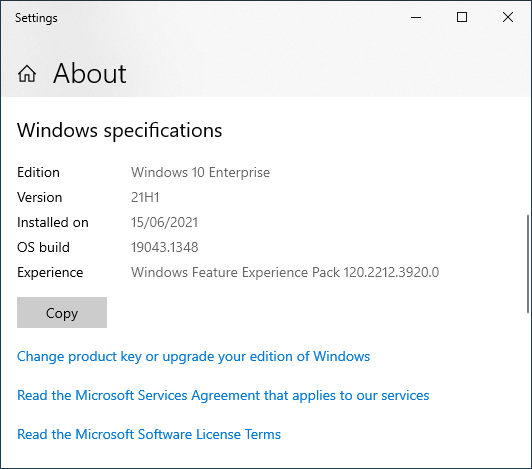 Settings
About
Windows specifications
Edition Windows 10 Enterprise
Version 21H1
Installed on 15/06/2021
OS build 19043.1348
Experience Windows Feature Experience Pack 120.2212.3920.0
Copy
Change product key or upgrade your edition of Windows
Read the Microsoft Services Agreement that applies to our services
Read the Microsoft Software License Terms